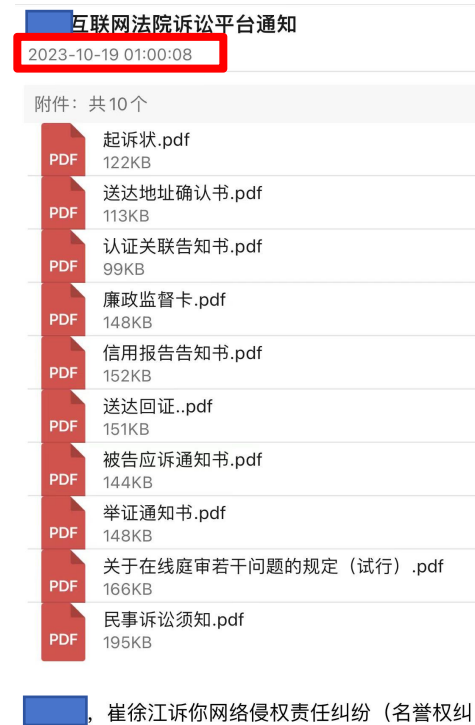 互联网法院诉讼平台通知
2023-10-19 01:00:08
附件：共10个
PDF
起诉状.pdf
122KB
PDF
送达地址确认书.pdf
113KB
PDF
认证关联告知书.pdf
99KB
PDF
廉政监督卡.pdf
148KB
PDF
信用报告告知书.pdf
152KB
PDF
送达回证..pdf
151KB
PDF
被告应诉通知书.pdf
144KB
PDF
举证通知书.pdf
148KB
PDF
关于在线庭审若干问题的规定（试行）.pdf
166KB
PDF
民事诉讼须知.pdf
195KB
，崔徐江诉你网络侵权责任纠纷（名誉权纠